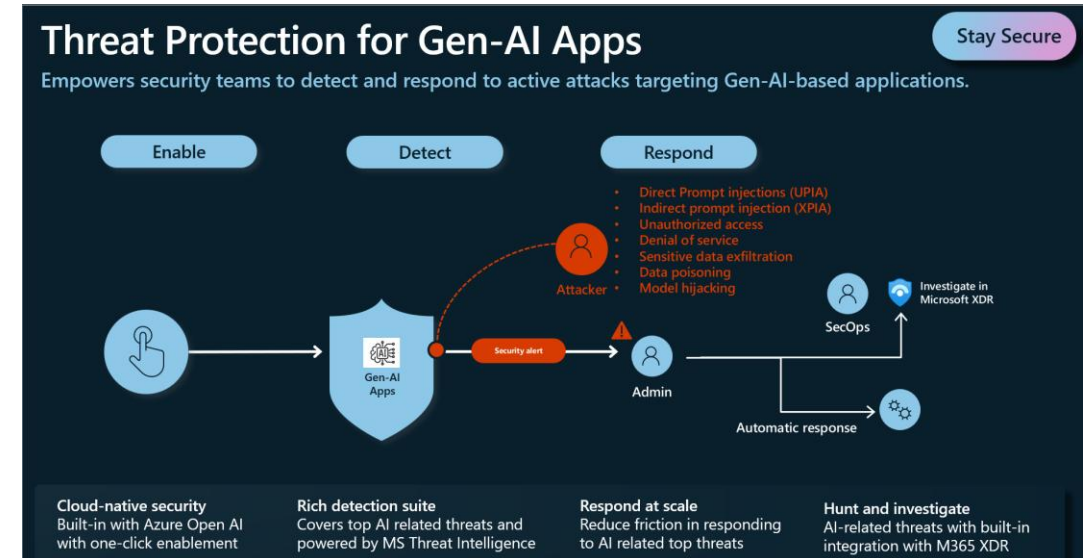 Threat Protection for Gen-AI Apps
Stay Secure
Empowers security teams to detect and respond to active attacks targeting Gen-AI-based applications.
Enable
Detect
Respond
• Direct Prompt injections (UPIA)
• Indirect prompt injection (XPIA)
• Unauthorized access
• Denial of service
• Sensitive data exfiltration
• Data poisoning
• Model hijacking
Attacker
Investigate in
Microsoft XDR
SecOps
AI
Gen-AI
Apps
Security alert
Admin
Automatic response
Cloud-native security
Built-in with Azure Open AI
with one-click enablement
Rich detection suite
Covers top AI related threats and
powered by MS Threat Intelligence
Respond at scale
Reduce friction in responding
to AI related top threats
Hunt and investigate
AI-related threats with built-in
integration with M365 XDR